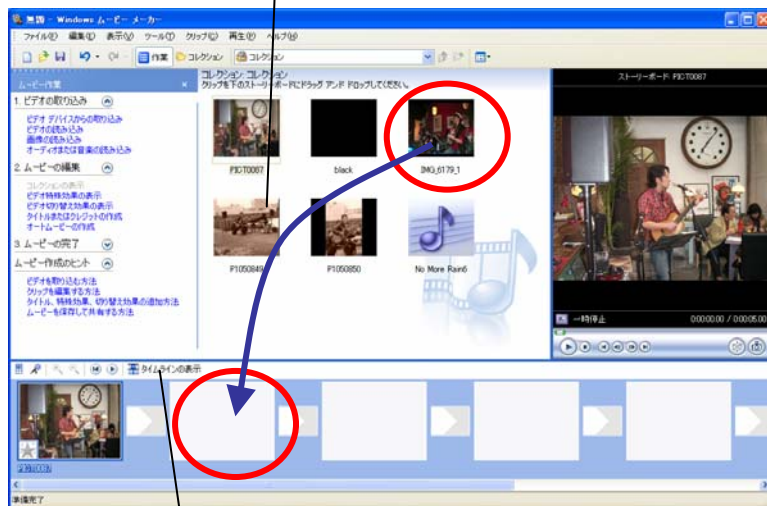 無題 - Windows ムービー メーカー
ファイル(F) 編集(E) 表示(V) ツール(T) クリップ(C) 再生(P) ヘルプ(H)
作業 コレクション コレクション
ムービー作業
1. ビデオの取り込み
ビデオ デバイスからの取り込み
ビデオの読み込み
画像の読み込み
オーディオまたは音楽の読み込み
2. ムービーの編集
コレクションの表示
ビデオ特殊効果の表示
ビデオ切り替え効果の表示
タイトルまたはクレジットの作成
オートムービーの作成
3. ムービーの完了
ムービー作成のヒント
ビデオを取り込む方法
クリップを編集する方法
タイトル、特殊効果、切り替え効果の追加方法
ムービーを保存して共有する方法
コレクション: コレクション
クリップを下のストーリーボードにドラッグ アンド ドロップしてください。
PICT0087 black IMG_6179_1
P1050849 P1050850 No More Rain6
ストーリーボード: PICT0087
一時停止 0:00:00.00 / 0:00:05.00
タイムラインの表示
準備完了